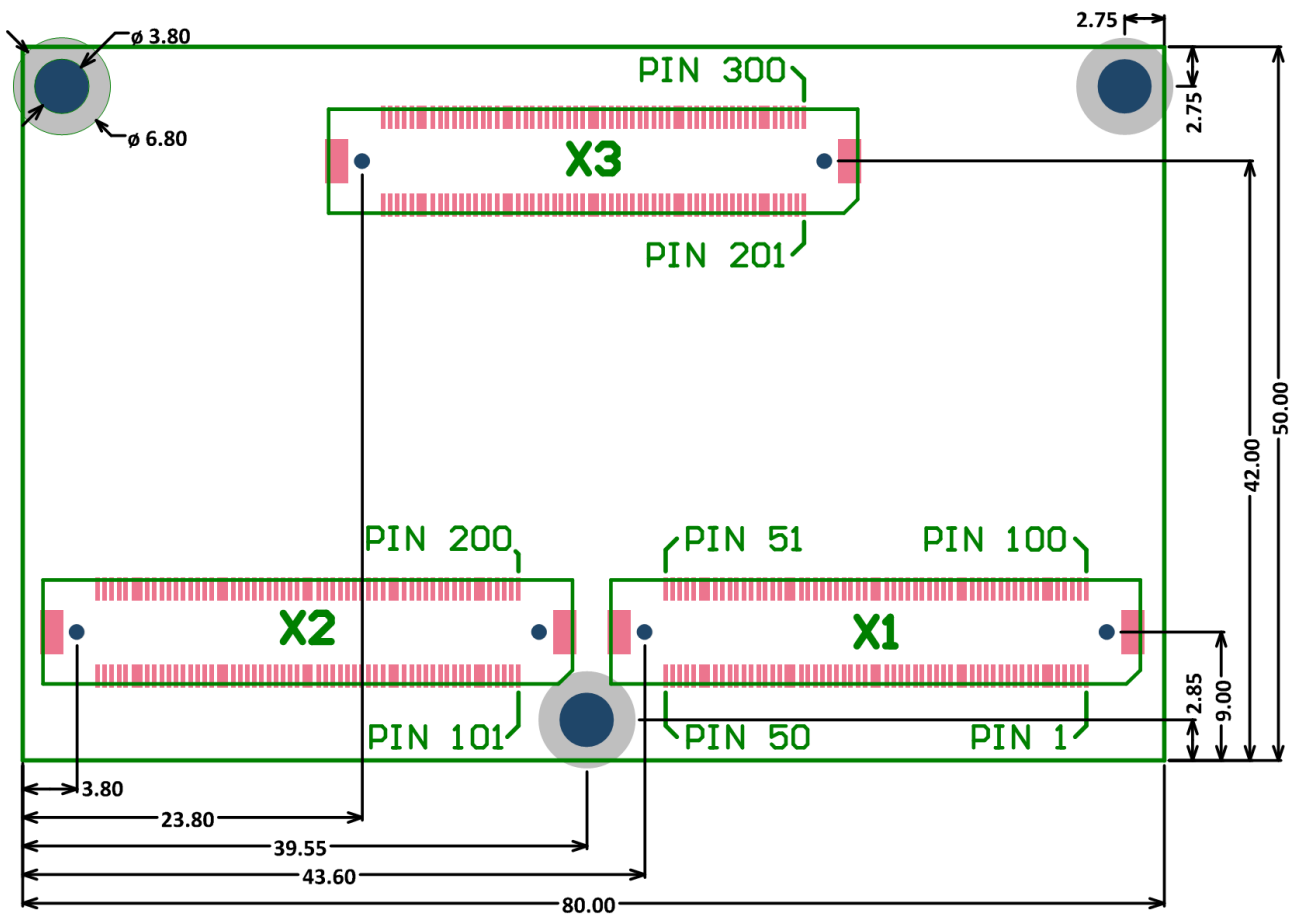 2.75
ø 3.80
PIN 300
2.75
ø 6.80
X3
PIN 201
50.00
42.00
PIN 200
PIN 51
PIN 100
X2
X1
2.85
9.00
PIN 101
PIN 50
PIN 1
3.80
23.80
39.55
43.60
80.00